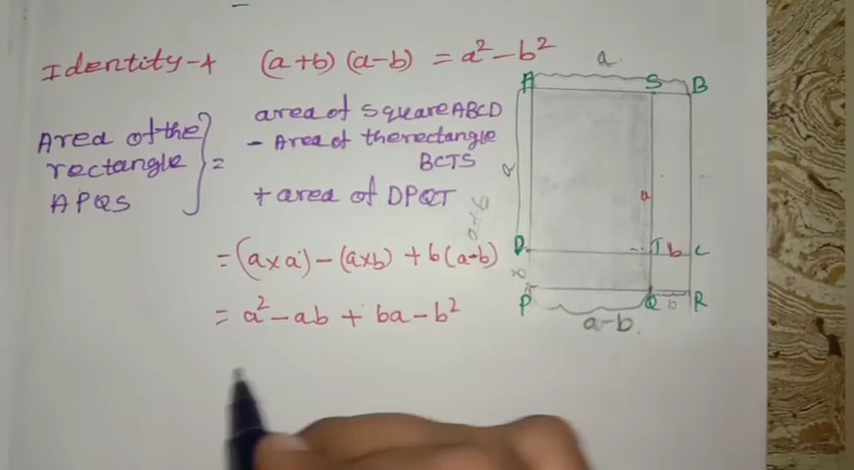 Identity-4 (a+b) (a-b) = a² - b²
Area of the rectangle APQS } = area of square ABCD
- Area of the rectangle BCTS
+ area of DPQT
= (a x a) - (a x b) + b (a-b)
= a² - ab + ba - b²
a
A S B
a a
a+b
D T b C
b
P Q b R
a-b